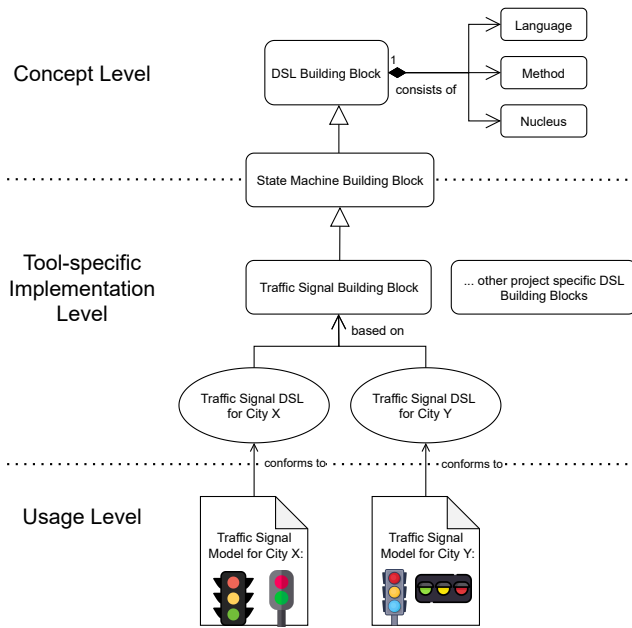 Concept Level
DSL Building Block
1
consists of
Language
Method
Nucleus
State Machine Building Block
Tool-specific
Implementation
Level
Traffic Signal Building Block
... other project specific DSL
Building Blocks
based on
Traffic Signal DSL
for City X
Traffic Signal DSL
for City Y
conforms to
conforms to
Usage Level
Traffic Signal
Model for City X:
Traffic Signal
Model for City Y: